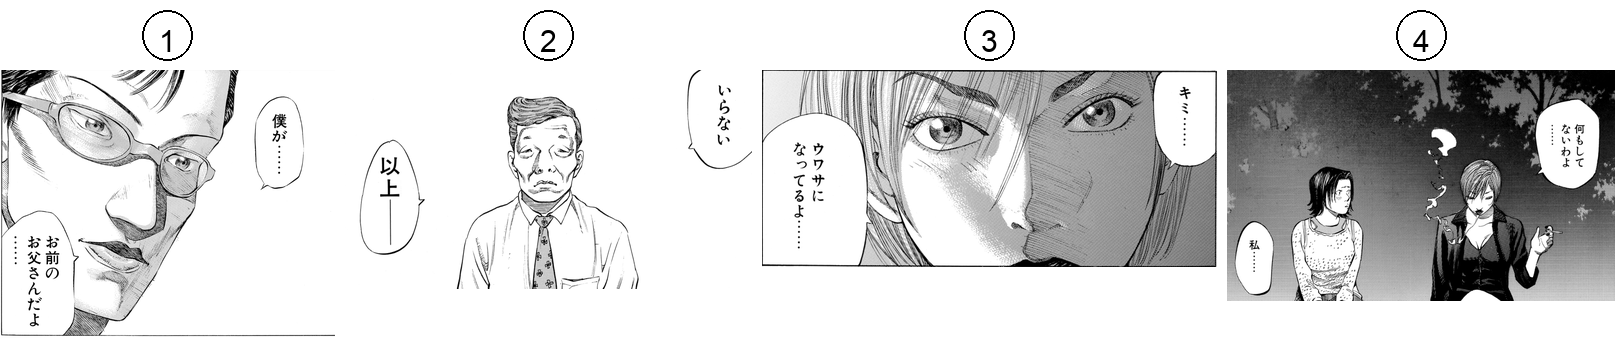 1
僕が……
お前の
お父さんだよ
……
2
いらない
以上──
3
キミ……
ウワサに
なってるよ……
4
何もして
ないわよ
……
私……